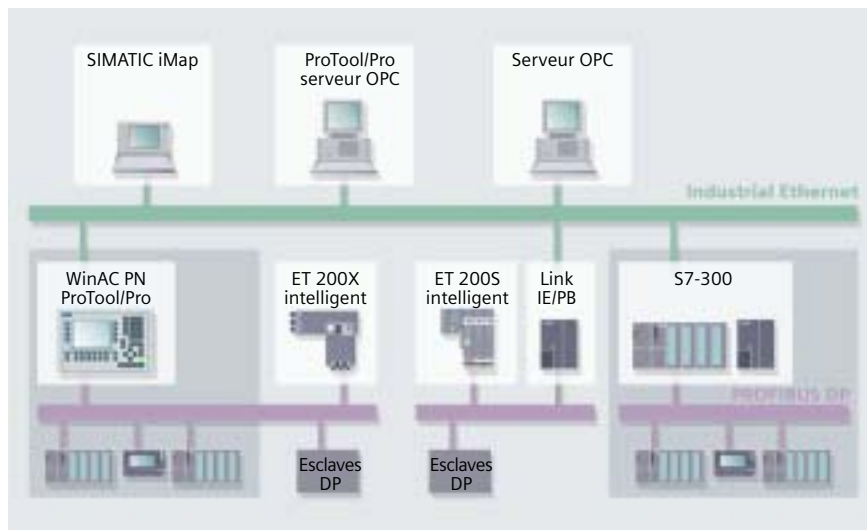 SIMATIC iMap
ProTool/Pro
serveur OPC
Serveur OPC
Industrial Ethernet
WinAC PN
ProTool/Pro
ET 200X
intelligent
ET 200S
intelligent
Link
IE/PB
S7-300
PROFIBUS DP
Esclaves
DP
Esclaves
DP